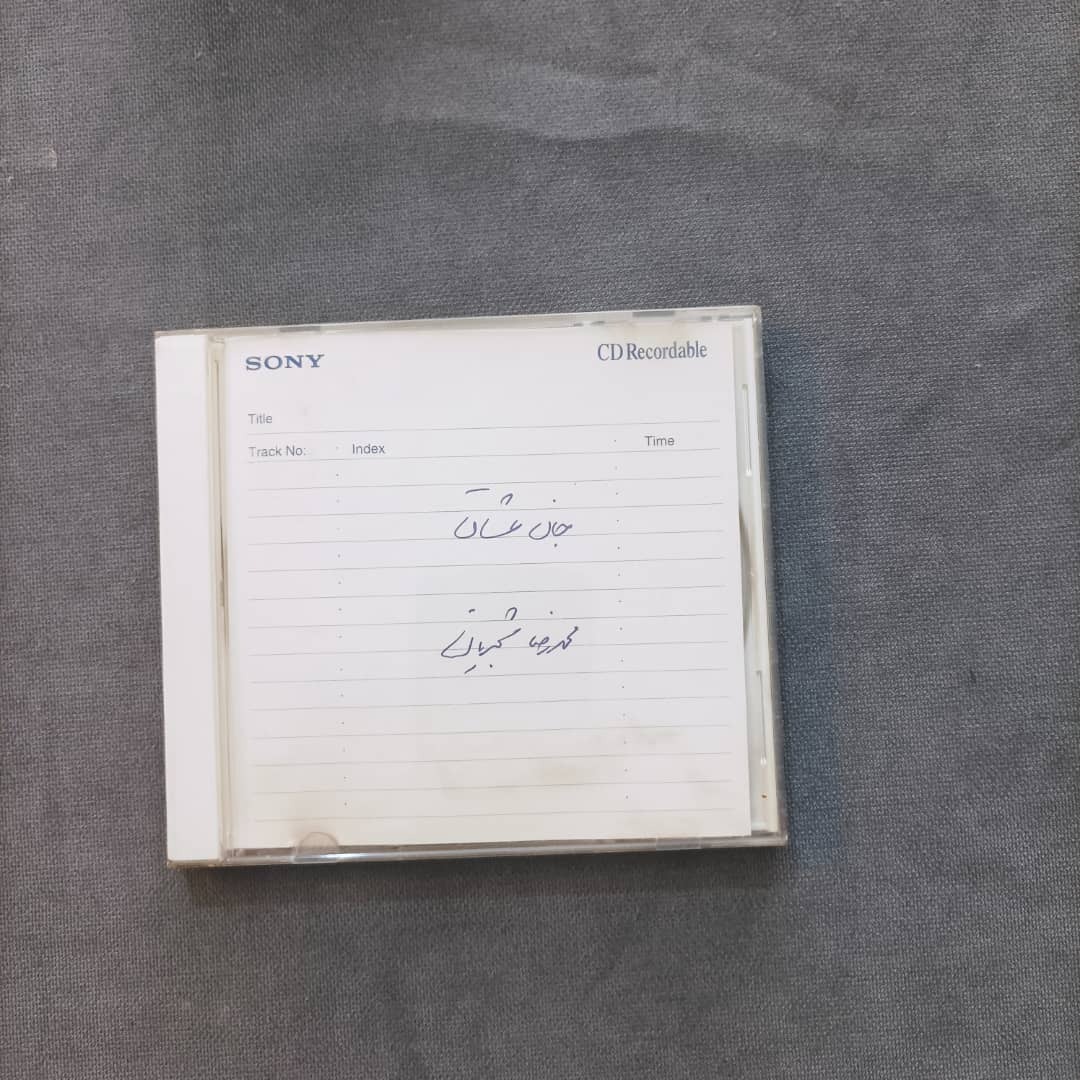 SONY CD Recordable
Title
Track No: Index Time
جان عشاق
محمدرضا شجریان